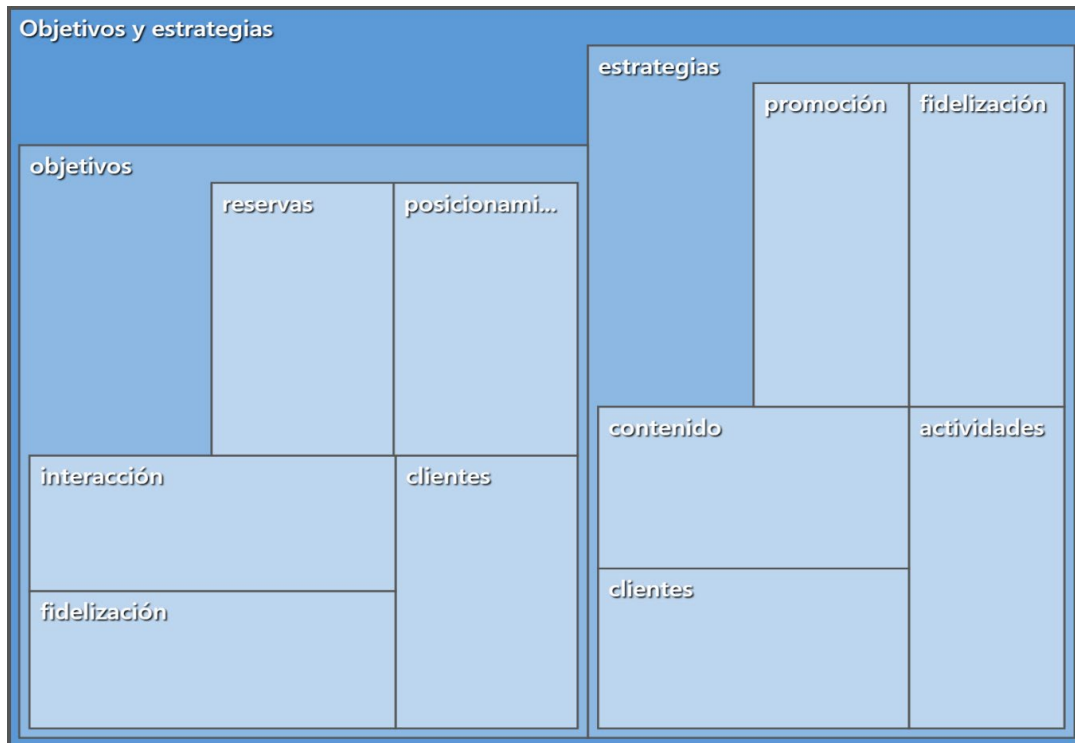 Objetivos y estrategias
objetivos
reservas
posicionami...
interacción
clientes
fidelización
estrategias
promoción
fidelización
contenido
actividades
clientes